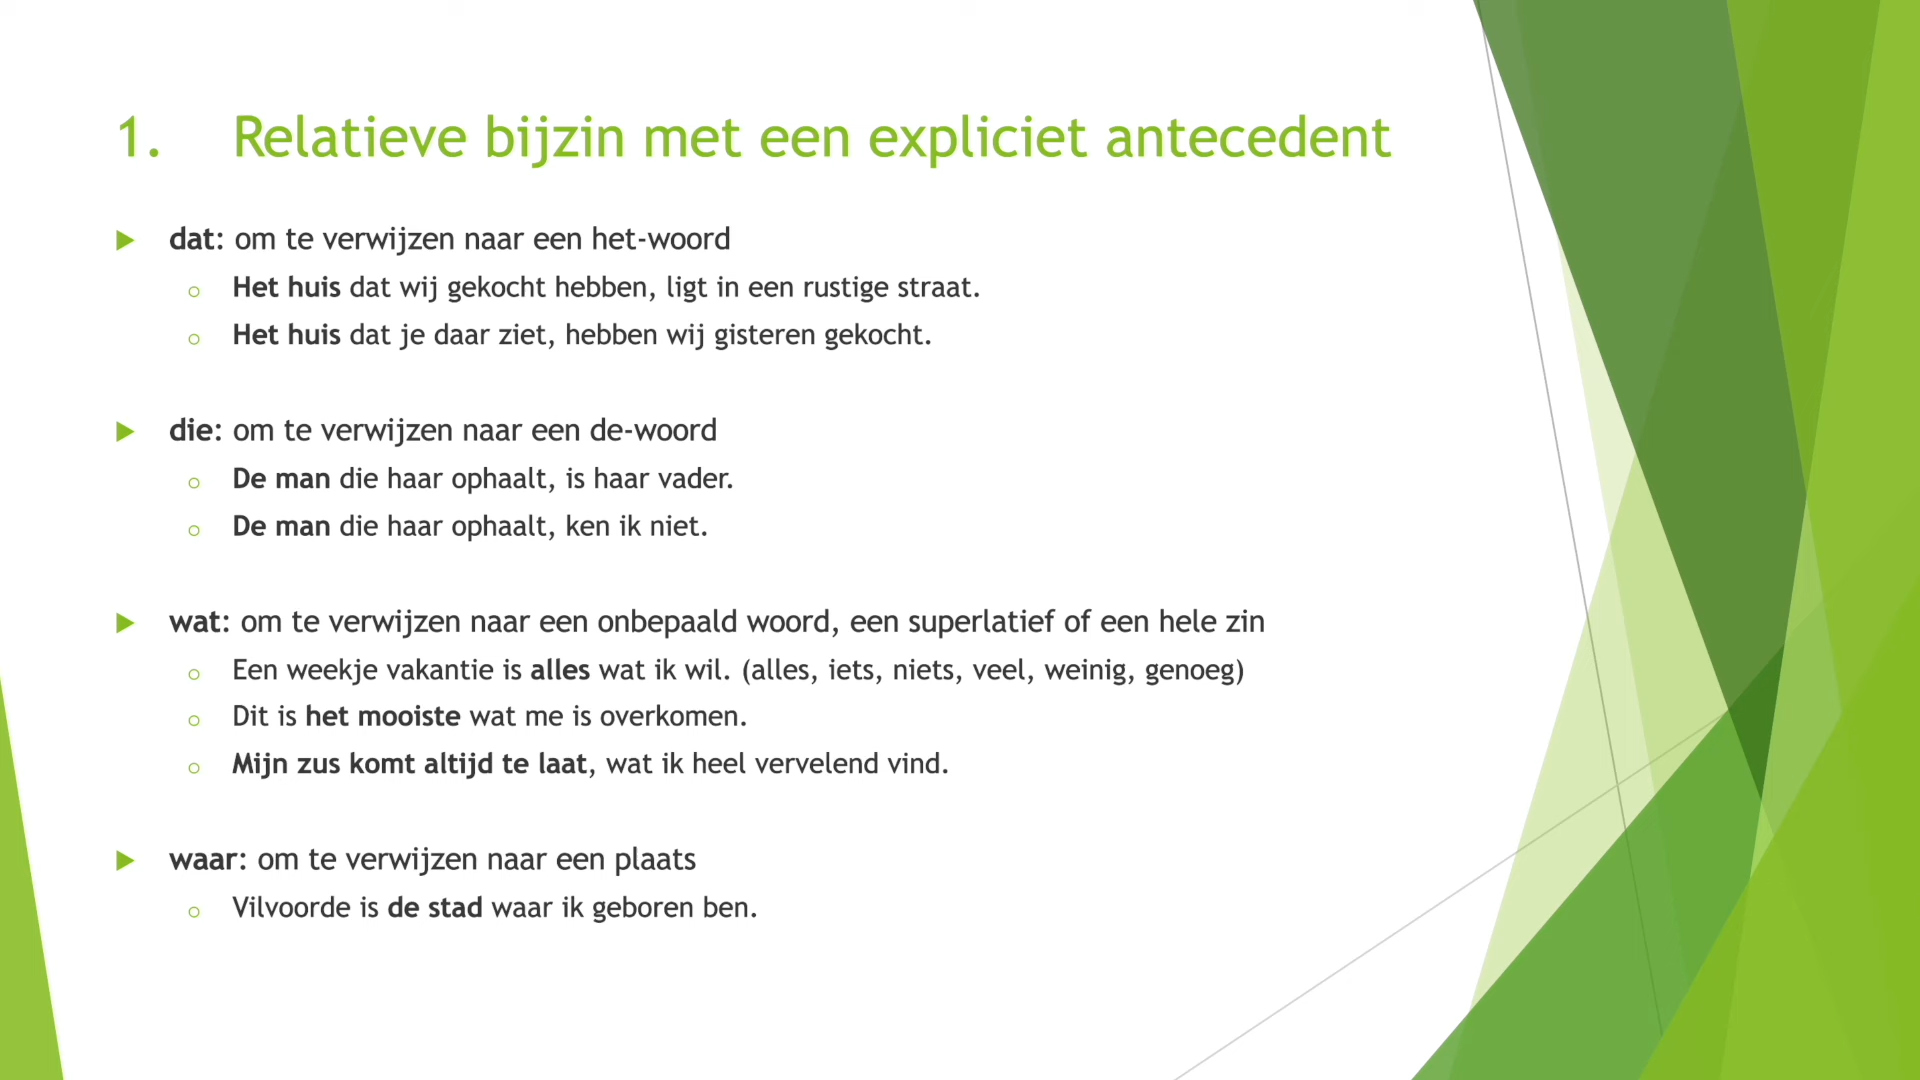 1. Relatieve bijzin met een expliciet antecedent
dat: om te verwijzen naar een het-woord
Het huis dat wij gekocht hebben, ligt in een rustige straat.
Het huis dat je daar ziet, hebben wij gisteren gekocht.
die: om te verwijzen naar een de-woord
De man die haar ophaalt, is haar vader.
De man die haar ophaalt, ken ik niet.
wat: om te verwijzen naar een onbepaald woord, een superlatief of een hele zin
Een weekje vakantie is alles wat ik wil. (alles, iets, niets, veel, weinig, genoeg)
Dit is het mooiste wat me is overkomen.
Mijn zus komt altijd te laat, wat ik heel vervelend vind.
waar: om te verwijzen naar een plaats
Vilvoorde is de stad waar ik geboren ben.